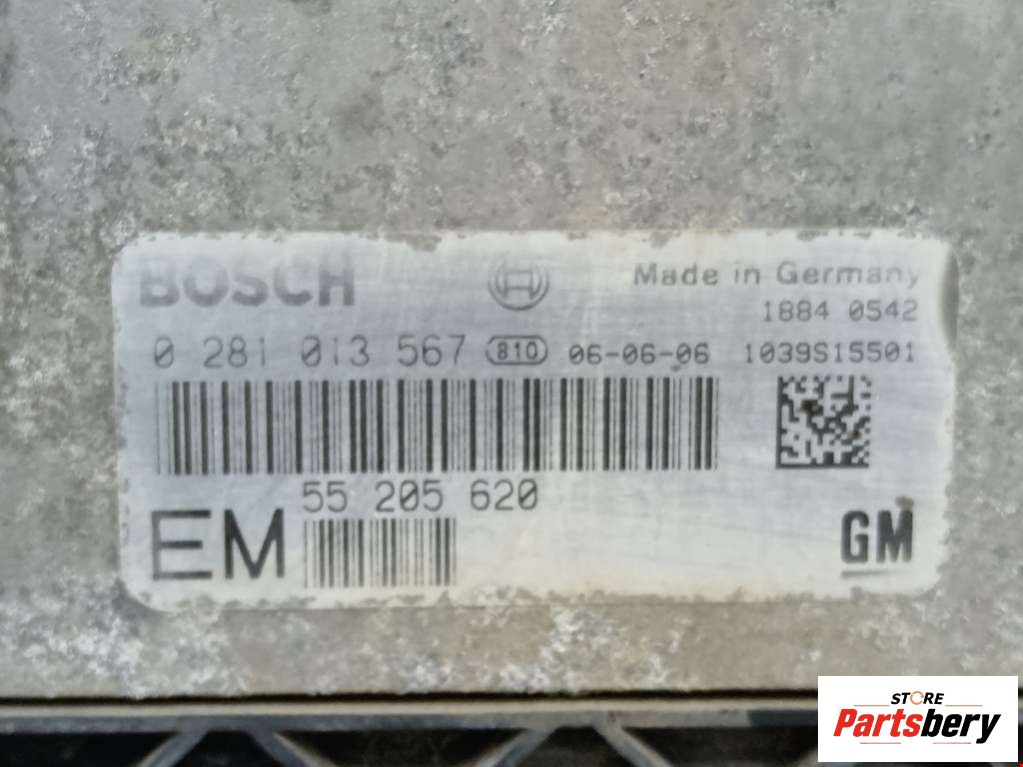 BOSCH Made in Germany
1884 0542
0 281 013 567 810 06-06-06 1039S15501
55 205 620
EM
GM
STORE
Partsbery